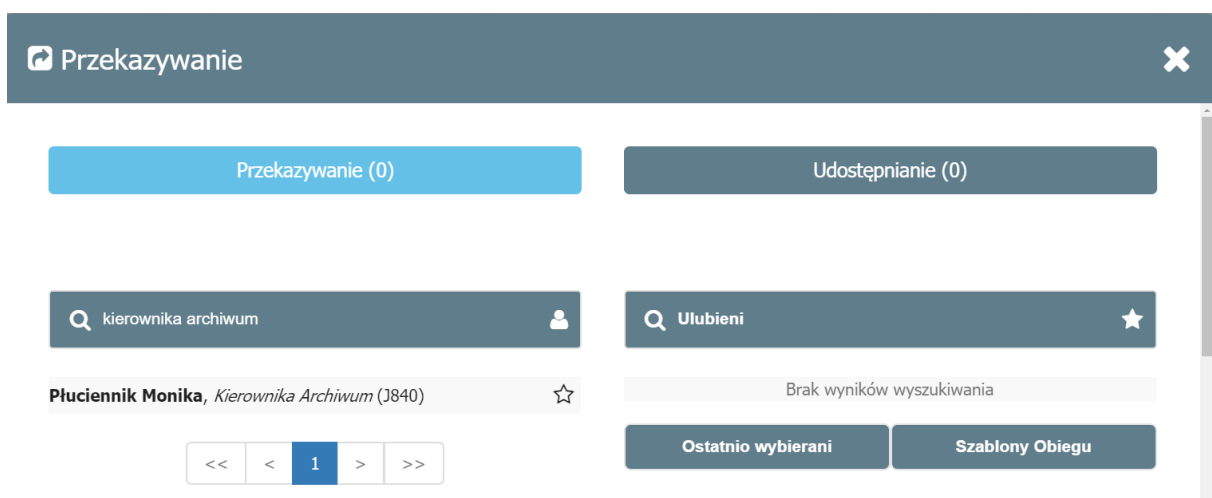 Przekazywanie
Przekazywanie (0)
Udostępnianie (0)
kierownika archiwum
Ulubieni
Płuciennik Monika, Kierownika Archiwum (J840)
Brak wyników wyszukiwania
<< < 1 > >>
Ostatnio wybierani
Szablony Obiegu